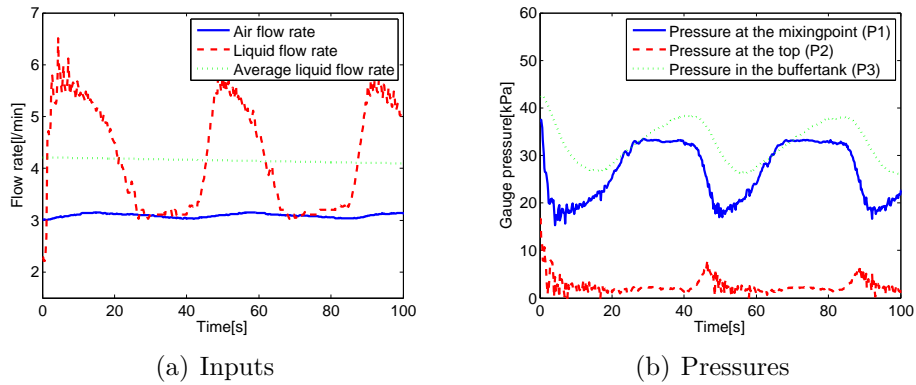 7
6
5
4
3
2
Flow rate[l/min]
Air flow rate
Liquid flow rate
Average liquid flow rate
0 20 40 60 80 100
Time[s]
(a) Inputs
60
50
40
30
20
10
0
Gauge pressure[kPa]
Pressure at the mixingpoint (P1)
Pressure at the top (P2)
Pressure in the buffertank (P3)
0 20 40 60 80 100
Time[s]
(b) Pressures